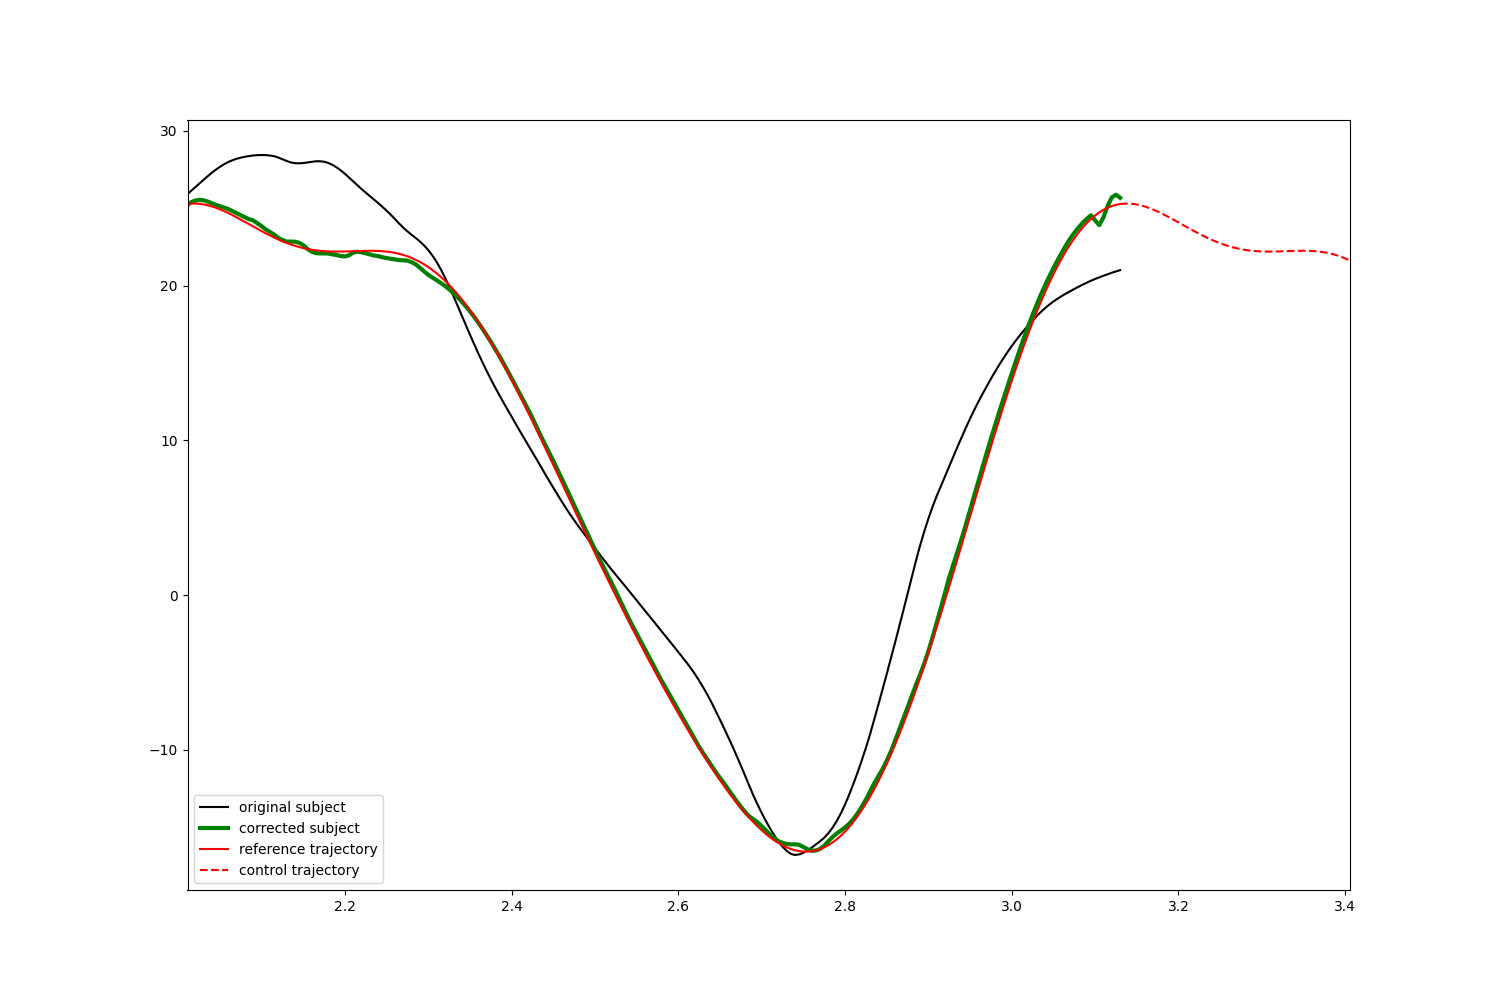 30
20
10
0
−10
original subject
corrected subject
reference trajectory
control trajectory
2.2 2.4 2.6 2.8 3.0 3.2 3.4